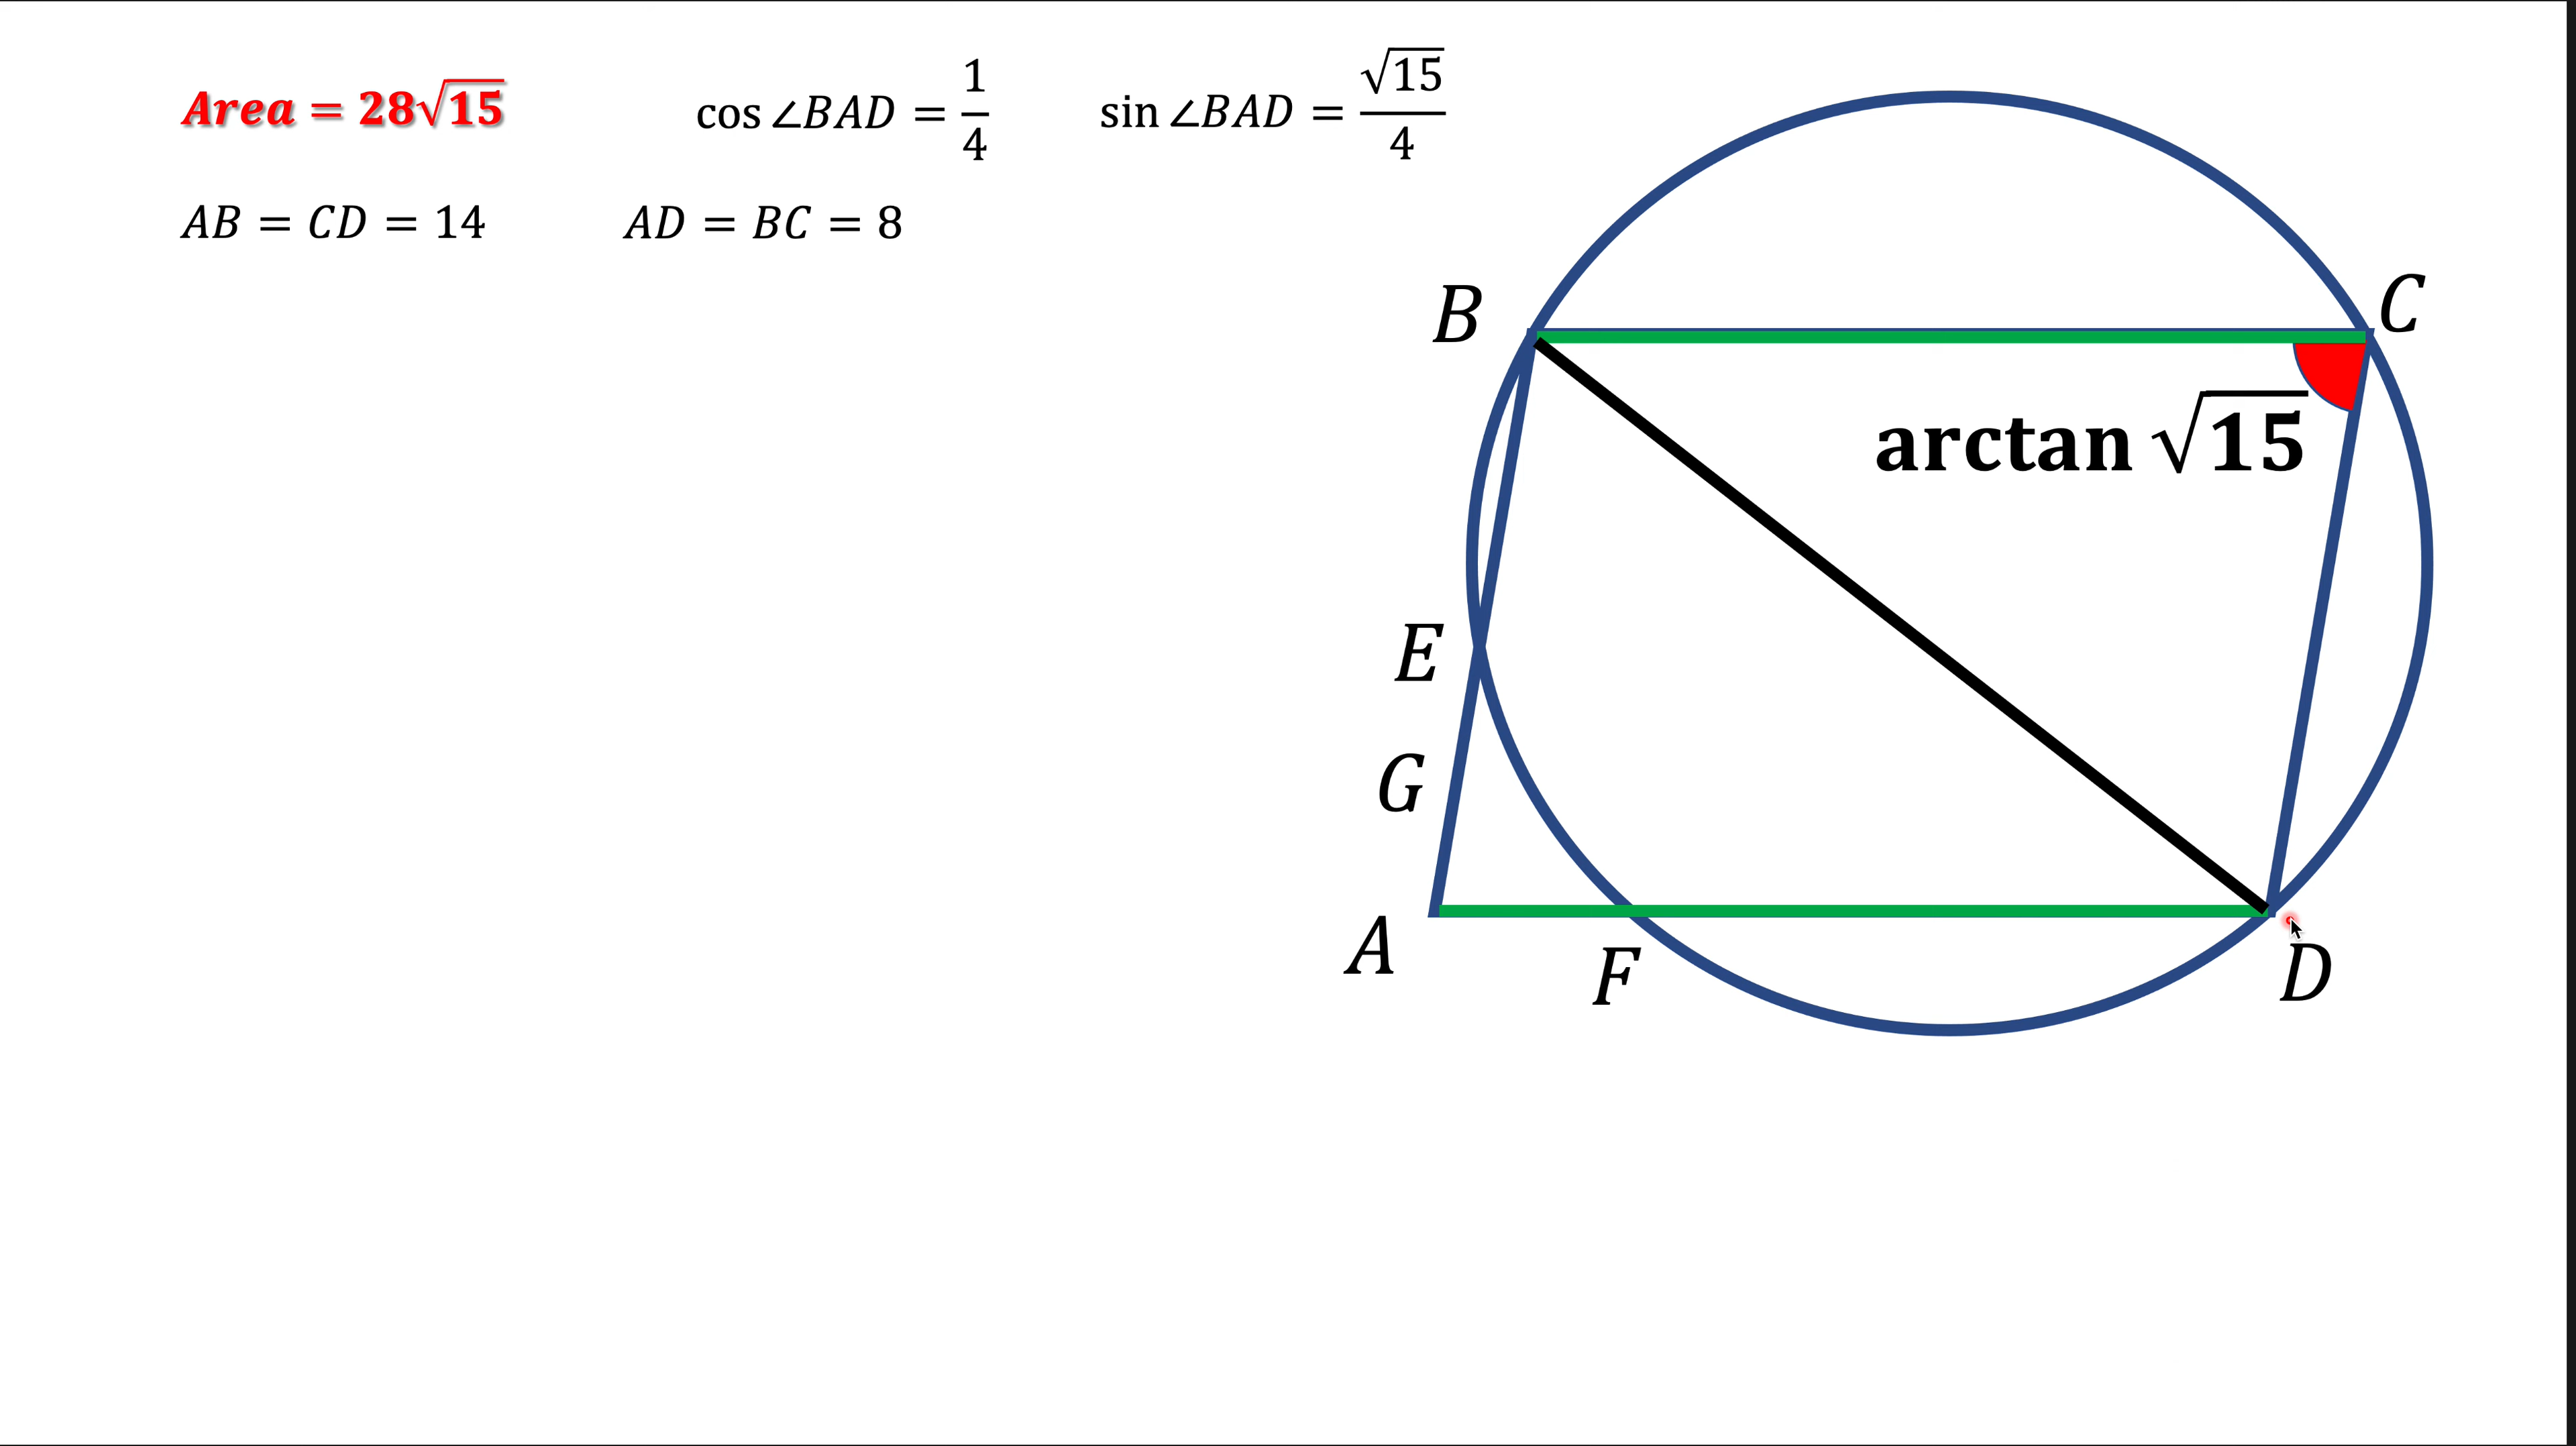 Area = 28√15
cos ∠BAD = 1/4
sin ∠BAD = √15/4
AB = CD = 14
AD = BC = 8
B
C
arctan √15
E
G
A
F
D